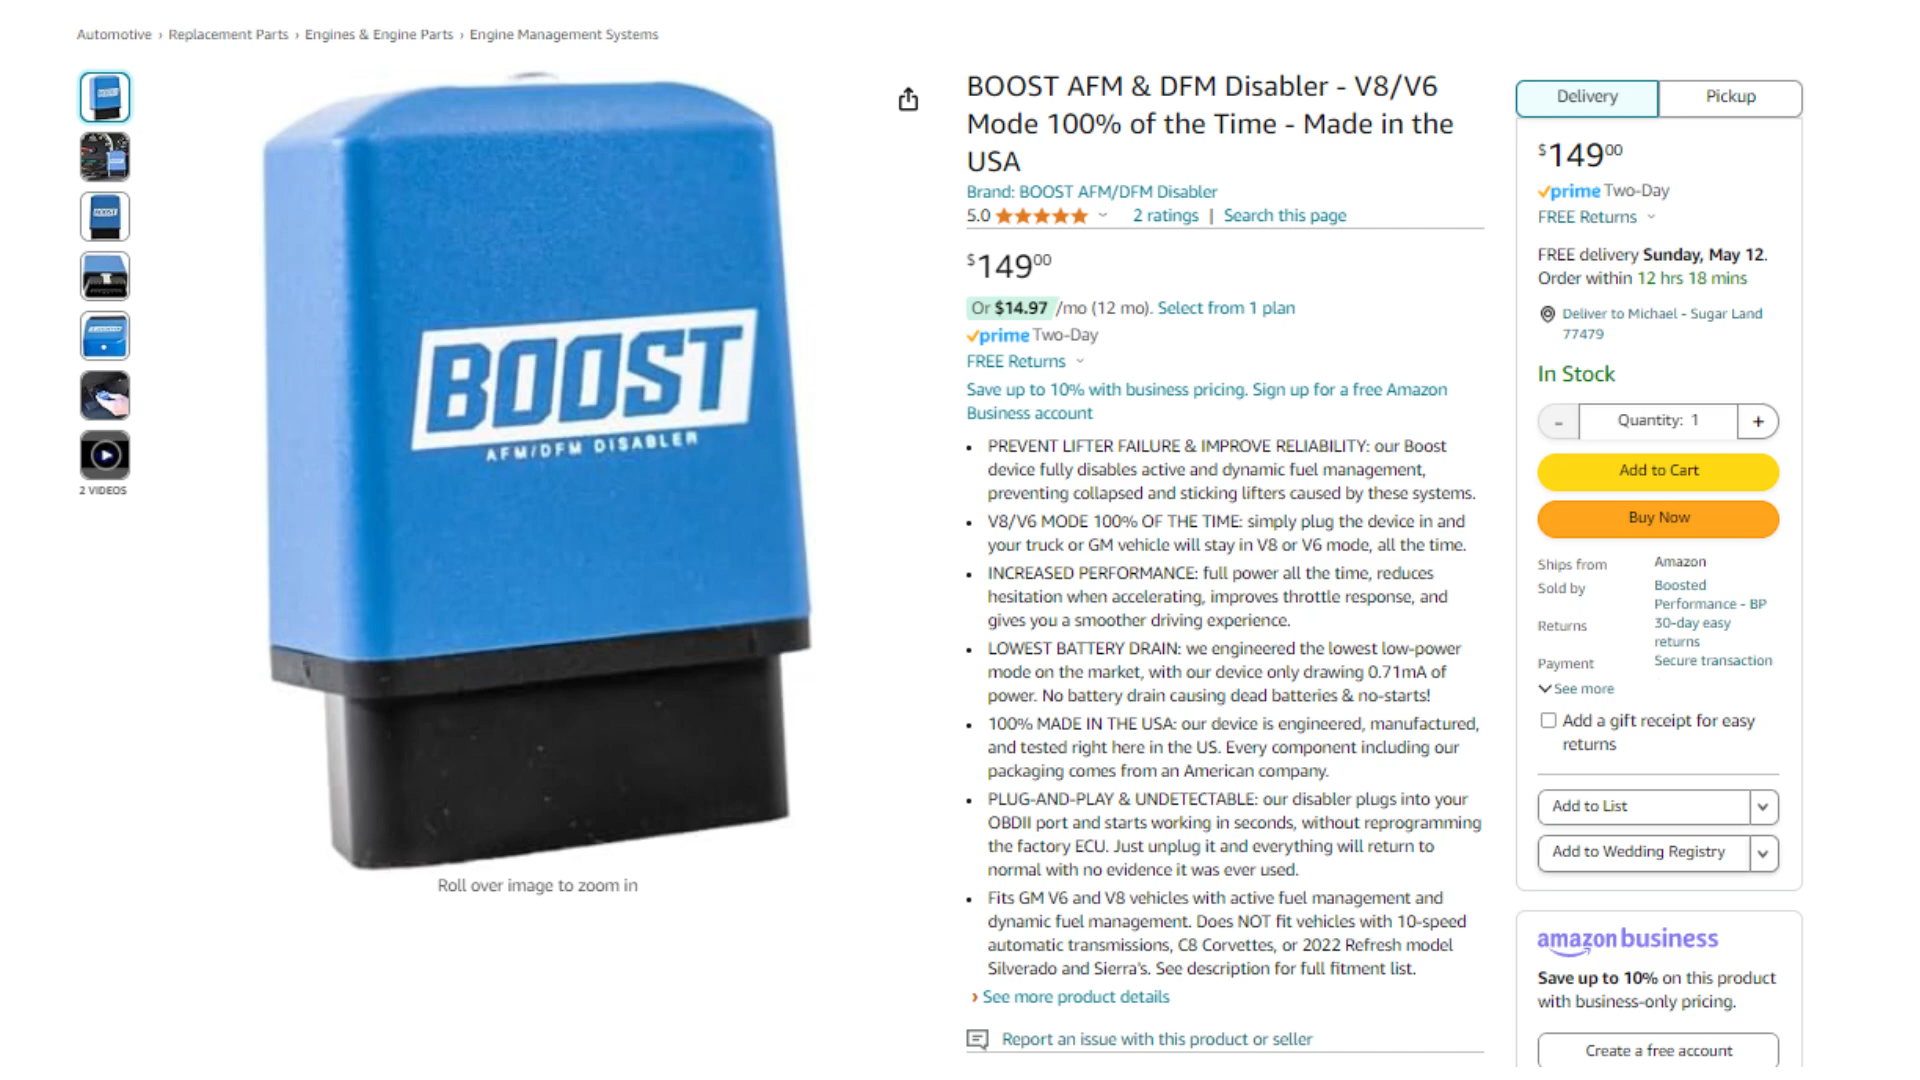 Automotive › Replacement Parts › Engines & Engine Parts › Engine Management Systems
2 VIDEOS
BOOST
AFM/DFM DISABLER
Roll over image to zoom in
BOOST AFM & DFM Disabler - V8/V6
Mode 100% of the Time - Made in the
USA
Brand: BOOST AFM/DFM Disabler
5.0 2 ratings | Search this page
$14900
Or $14.97 /mo (12 mo). Select from 1 plan
prime Two-Day
FREE Returns
Save up to 10% with business pricing. Sign up for a free Amazon
Business account
• PREVENT LIFTER FAILURE & IMPROVE RELIABILITY: our Boost
device fully disables active and dynamic fuel management,
preventing collapsed and sticking lifters caused by these systems.
• V8/V6 MODE 100% OF THE TIME: simply plug the device in and
your truck or GM vehicle will stay in V8 or V6 mode, all the time.
• INCREASED PERFORMANCE: full power all the time, reduces
hesitation when accelerating, improves throttle response, and
gives you a smoother driving experience.
• LOWEST BATTERY DRAIN: we engineered the lowest low-power
mode on the market, with our device only drawing 0.71mA of
power. No battery drain causing dead batteries & no-starts!
• 100% MADE IN THE USA: our device is engineered, manufactured,
and tested right here in the US. Every component including our
packaging comes from an American company.
• PLUG-AND-PLAY & UNDETECTABLE: our disabler plugs into your
OBDII port and starts working in seconds, without reprogramming
the factory ECU. Just unplug it and everything will return to
normal with no evidence it was ever used.
• Fits GM V6 and V8 vehicles with active fuel management and
dynamic fuel management. Does NOT fit vehicles with 10-speed
automatic transmissions, C8 Corvettes, or 2022 Refresh model
Silverado and Sierra's. See description for full fitment list.
› See more product details
Report an issue with this product or seller
Delivery Pickup
$14900
prime Two-Day
FREE Returns
FREE delivery Sunday, May 12.
Order within 12 hrs 18 mins
Deliver to Michael - Sugar Land
77479
In Stock
- Quantity: 1 +
Add to Cart
Buy Now
Ships from Amazon
Sold by Boosted
Performance - BP
Returns 30-day easy
returns
Payment Secure transaction
See more
Add a gift receipt for easy
returns
Add to List
Add to Wedding Registry
amazon business
Save up to 10% on this product
with business-only pricing.
Create a free account